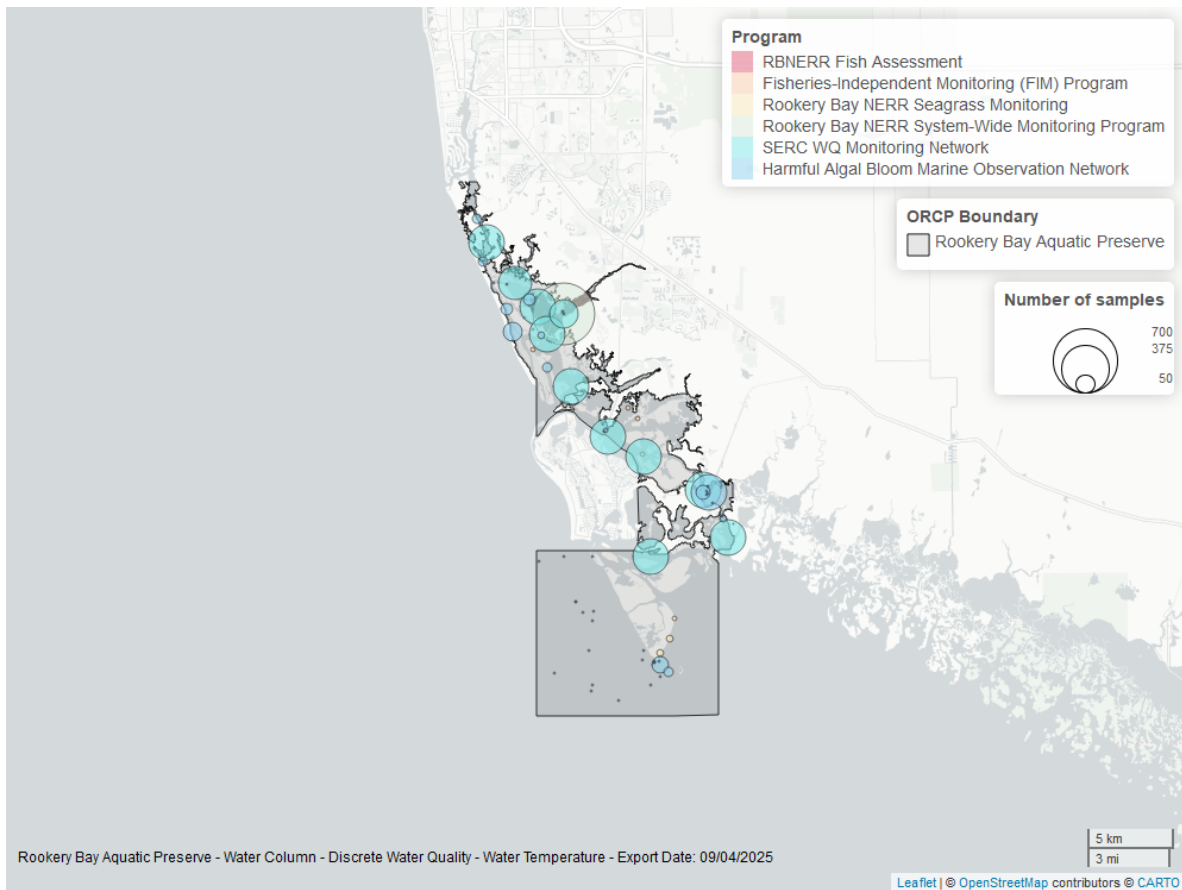 Program
RBNERR Fish Assessment
Fisheries-Independent Monitoring (FIM) Program
Rookery Bay NERR Seagrass Monitoring
Rookery Bay NERR System-Wide Monitoring Program
SERC WQ Monitoring Network
Harmful Algal Bloom Marine Observation Network
ORCP Boundary
Rookery Bay Aquatic Preserve
Number of samples
700
375
50
5 km
3 mi
Rookery Bay Aquatic Preserve - Water Column - Discrete Water Quality - Water Temperature - Export Date: 09/04/2025
Leaflet | © OpenStreetMap contributors © CARTO